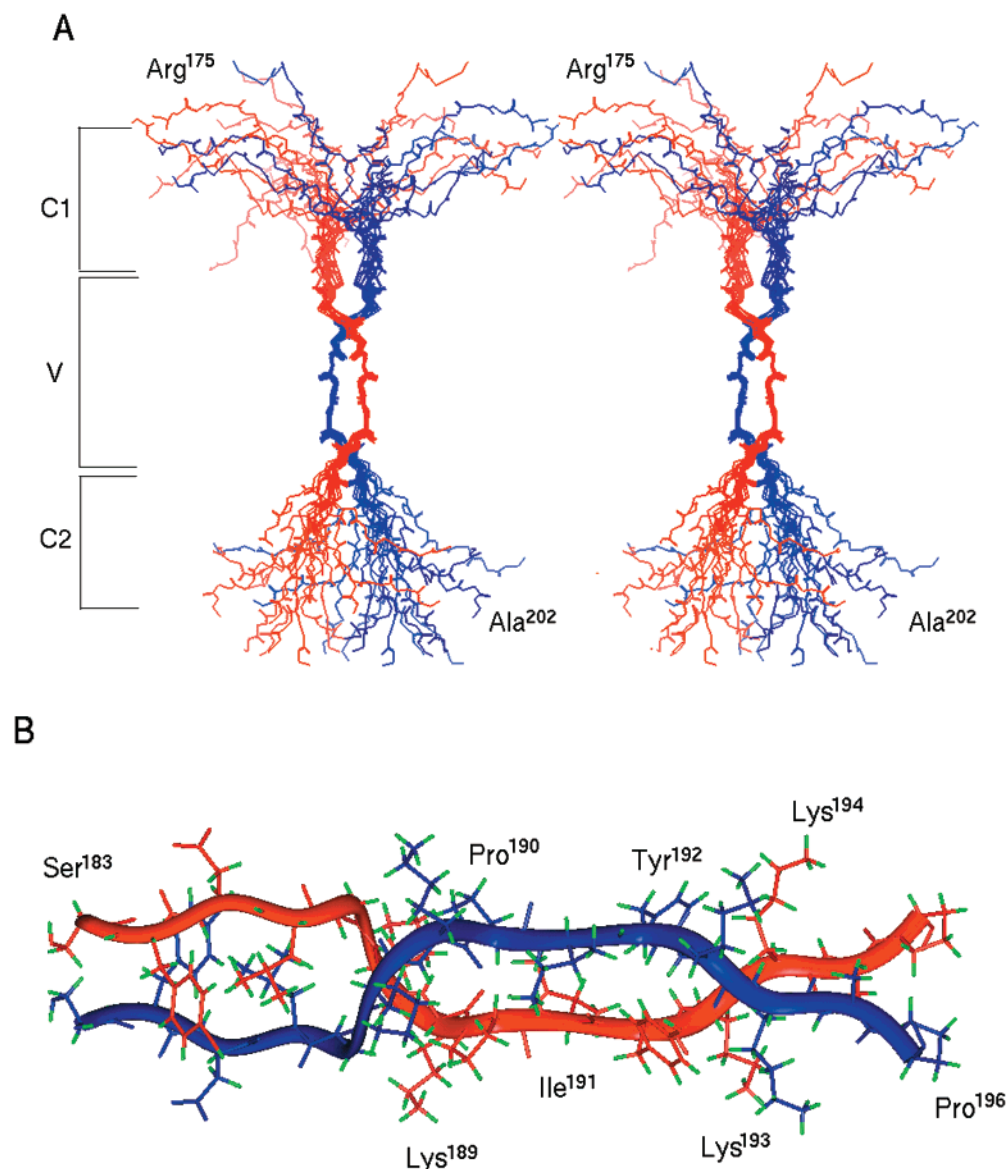 A
Arg¹⁷⁵ Arg¹⁷⁵
C1
V
C2
Ala²⁰² Ala²⁰²
B
Lys¹⁹⁴
Ser¹⁸³ Pro¹⁹⁰ Tyr¹⁹²
Ile¹⁹¹ Pro¹⁹⁶
Lys¹⁸⁹ Lys¹⁹³